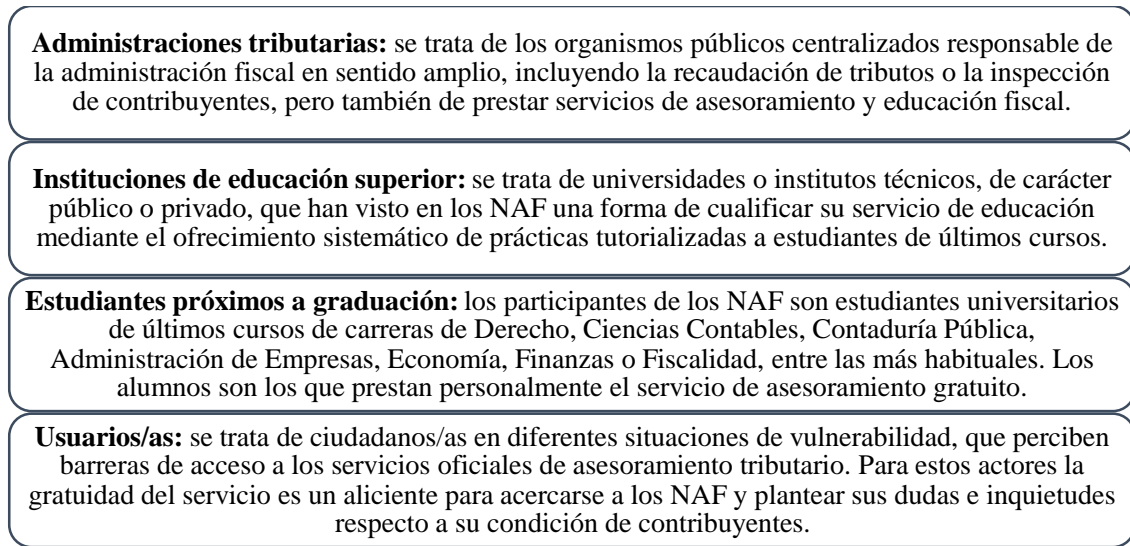 Administraciones tributarias: se trata de los organismos públicos centralizados responsable de
la administración fiscal en sentido amplio, incluyendo la recaudación de tributos o la inspección
de contribuyentes, pero también de prestar servicios de asesoramiento y educación fiscal.
Instituciones de educación superior: se trata de universidades o institutos técnicos, de carácter
público o privado, que han visto en los NAF una forma de cualificar su servicio de educación
mediante el ofrecimiento sistemático de prácticas tutorializadas a estudiantes de últimos cursos.
Estudiantes próximos a graduación: los participantes de los NAF son estudiantes universitarios
de últimos cursos de carreras de Derecho, Ciencias Contables, Contaduría Pública,
Administración de Empresas, Economía, Finanzas o Fiscalidad, entre las más habituales. Los
alumnos son los que prestan personalmente el servicio de asesoramiento gratuito.
Usuarios/as: se trata de ciudadanos/as en diferentes situaciones de vulnerabilidad, que perciben
barreras de acceso a los servicios oficiales de asesoramiento tributario. Para estos actores la
gratuidad del servicio es un aliciente para acercarse a los NAF y plantear sus dudas e inquietudes
respecto a su condición de contribuyentes.